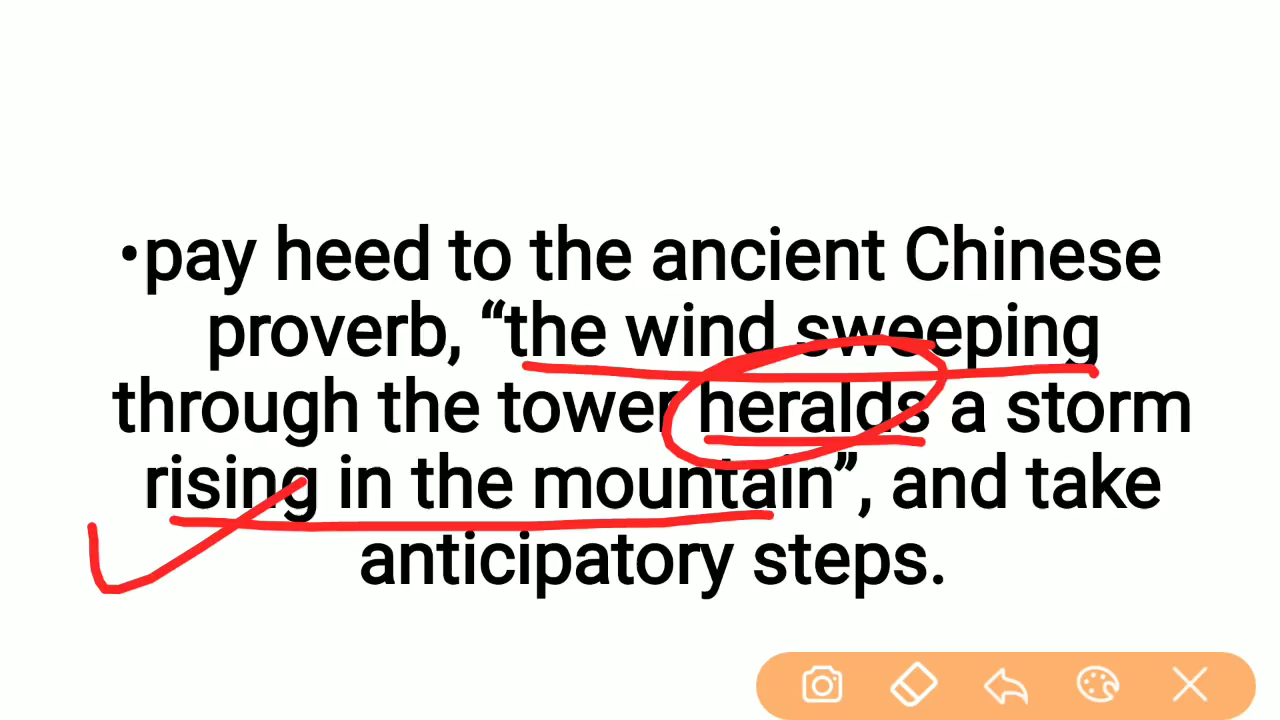 •pay heed to the ancient Chinese
proverb, “the wind sweeping
through the tower heralds a storm
rising in the mountain”, and take
anticipatory steps.